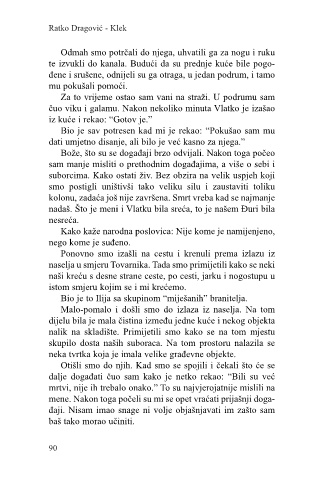 Ratko Dragović - Klek
Odmah smo potrčali do njega, uhvatili ga za nogu i ruku
te izvukli do kanala. Budući da su prednje kuće bile pogo-
đene i srušene, odnijeli su ga otraga, u jedan podrum, i tamo
mu pokušali pomoći.
Za to vrijeme ostao sam vani na straži. U podrumu sam
čuo viku i galamu. Nakon nekoliko minuta Vlatko je izašao
iz kuće i rekao: “Gotov je.”
Bio je sav potresen kad mi je rekao: “Pokušao sam mu
dati umjetno disanje, ali bilo je već kasno za njega.”
Bože, što su se događaji brzo odvijali. Nakon toga počeo
sam manje misliti o prethodnim događajima, a više o sebi i
suborcima. Kako ostati živ. Bez obzira na velik uspjeh koji
smo postigli uništivši tako veliku silu i zaustaviti toliku
kolonu, zadaća još nije završena. Smrt vreba kad se najmanje
nadaš. Što je meni i Vlatku bila sreća, to je našem Đuri bila
nesreća.
Kako kaže narodna poslovica: Nije kome je namijenjeno,
nego kome je suđeno.
Ponovno smo izašli na cestu i krenuli prema izlazu iz
naselja u smjeru Tovarnika. Tada smo primijetili kako se neki
naši kreću s desne strane ceste, po cesti, jarku i nogostupu u
istom smjeru kojim se i mi krećemo.
Bio je to Ilija sa skupinom “miješanih” branitelja.
Malo-pomalo i došli smo do izlaza iz naselja. Na tom
dijelu bila je mala čistina između jedne kuće i nekog objekta
nalik na skladište. Primijetili smo kako se na tom mjestu
skupilo dosta naših suboraca. Na tom prostoru nalazila se
neka tvrtka koja je imala velike građevne objekte.
Otišli smo do njih. Kad smo se spojili i čekali što će se
dalje događati čuo sam kako je netko rekao: “Bili su već
mrtvi, nije ih trebalo onako.” To su najvjerojatnije mislili na
mene. Nakon toga počeli su mi se opet vraćati prijašnji doga-
đaji. Nisam imao snage ni volje objašnjavati im zašto sam
baš tako morao učiniti.
90